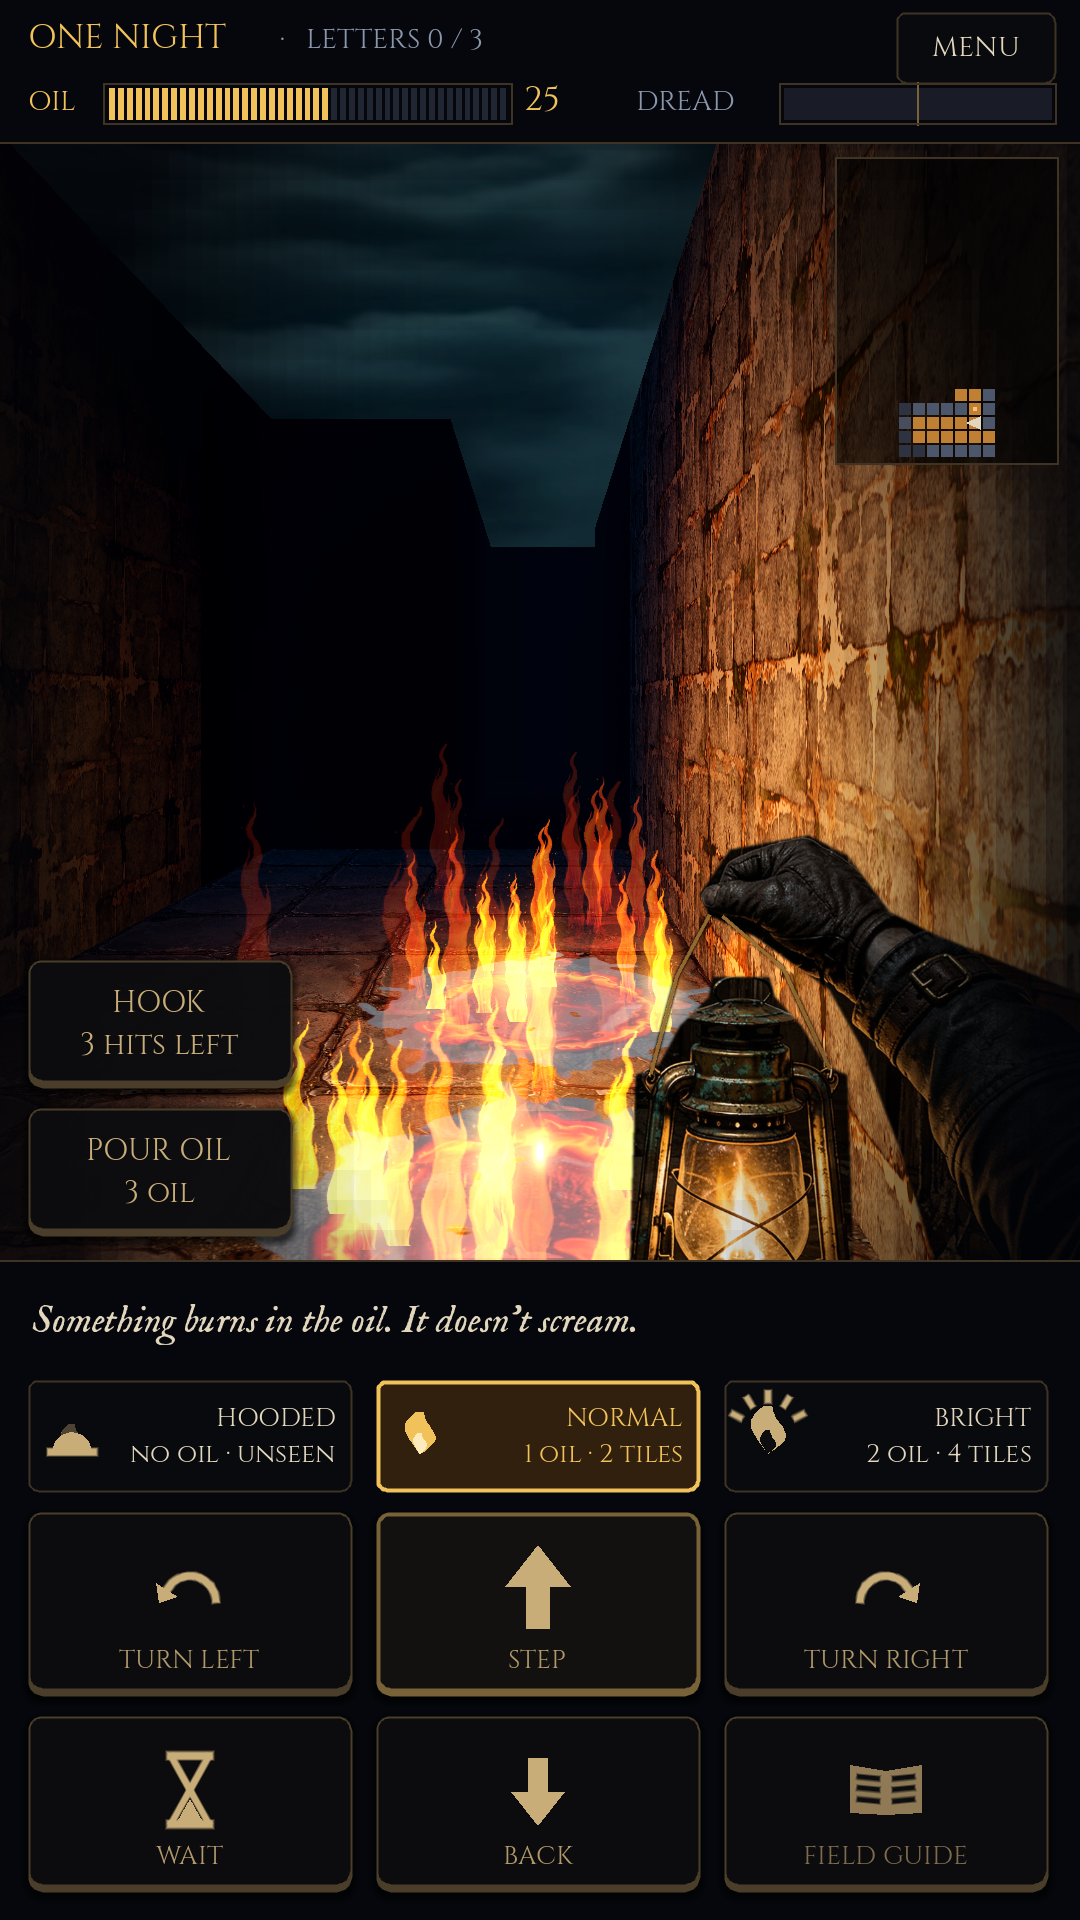 ONE NIGHT · LETTERS 0 / 3
MENU
OIL 25 DREAD
HOOK
3 HITS LEFT
POUR OIL
3 OIL
Something burns in the oil. It doesn't scream.
HOODED
NO OIL · UNSEEN
NORMAL
1 OIL · 2 TILES
BRIGHT
2 OIL · 4 TILES
TURN LEFT
STEP
TURN RIGHT
WAIT
BACK
FIELD GUIDE